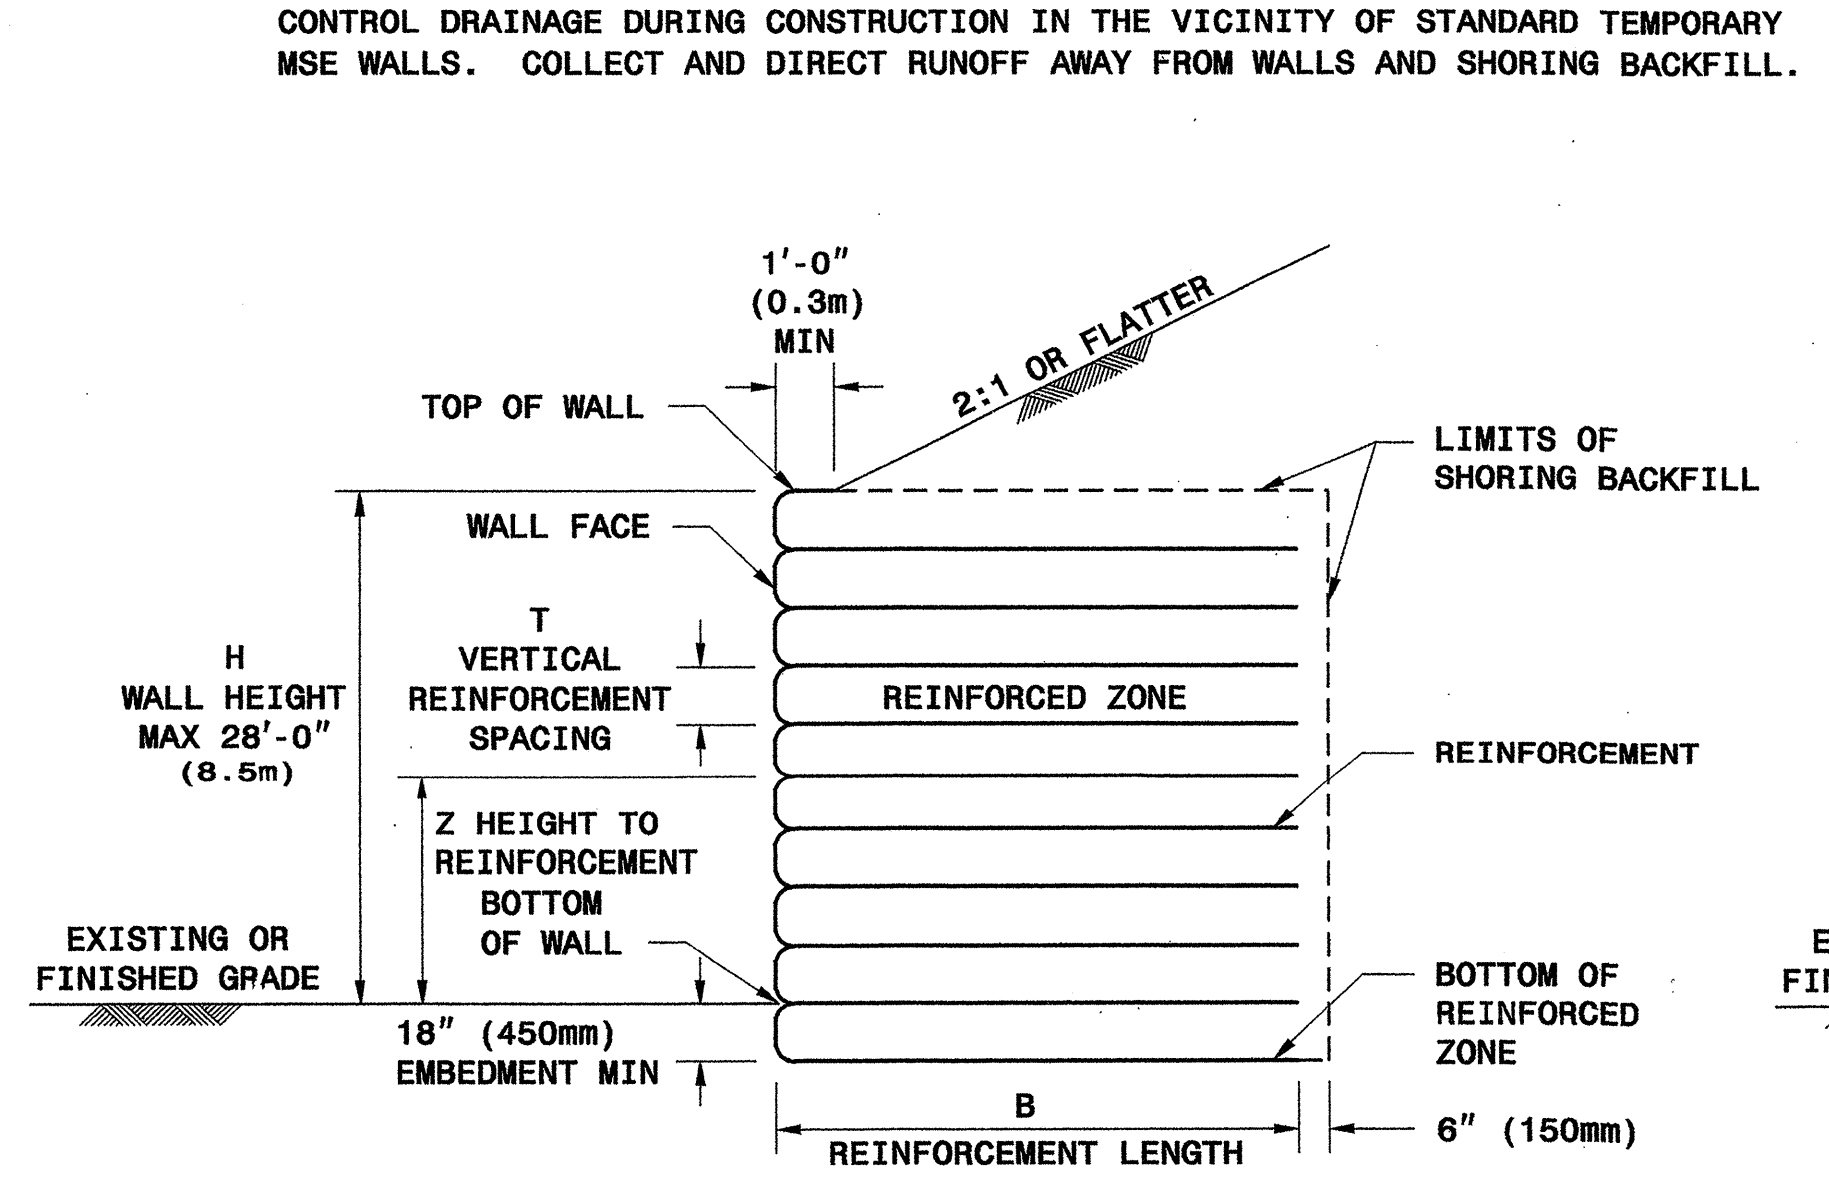 CONTROL DRAINAGE DURING CONSTRUCTION IN THE VICINITY OF STANDARD TEMPORARY
MSE WALLS. COLLECT AND DIRECT RUNOFF AWAY FROM WALLS AND SHORING BACKFILL.
1'-0"
(0.3m)
MIN
2:1 OR FLATTER
TOP OF WALL
LIMITS OF
SHORING BACKFILL
WALL FACE
T
VERTICAL
REINFORCEMENT
SPACING
H
WALL HEIGHT
MAX 28'-0"
(8.5m)
REINFORCED ZONE
REINFORCEMENT
Z HEIGHT TO
REINFORCEMENT
BOTTOM
OF WALL
EXISTING OR
FINISHED GRADE
18" (450mm)
EMBEDMENT MIN
BOTTOM OF
REINFORCED
ZONE
B
REINFORCEMENT LENGTH
6" (150mm)